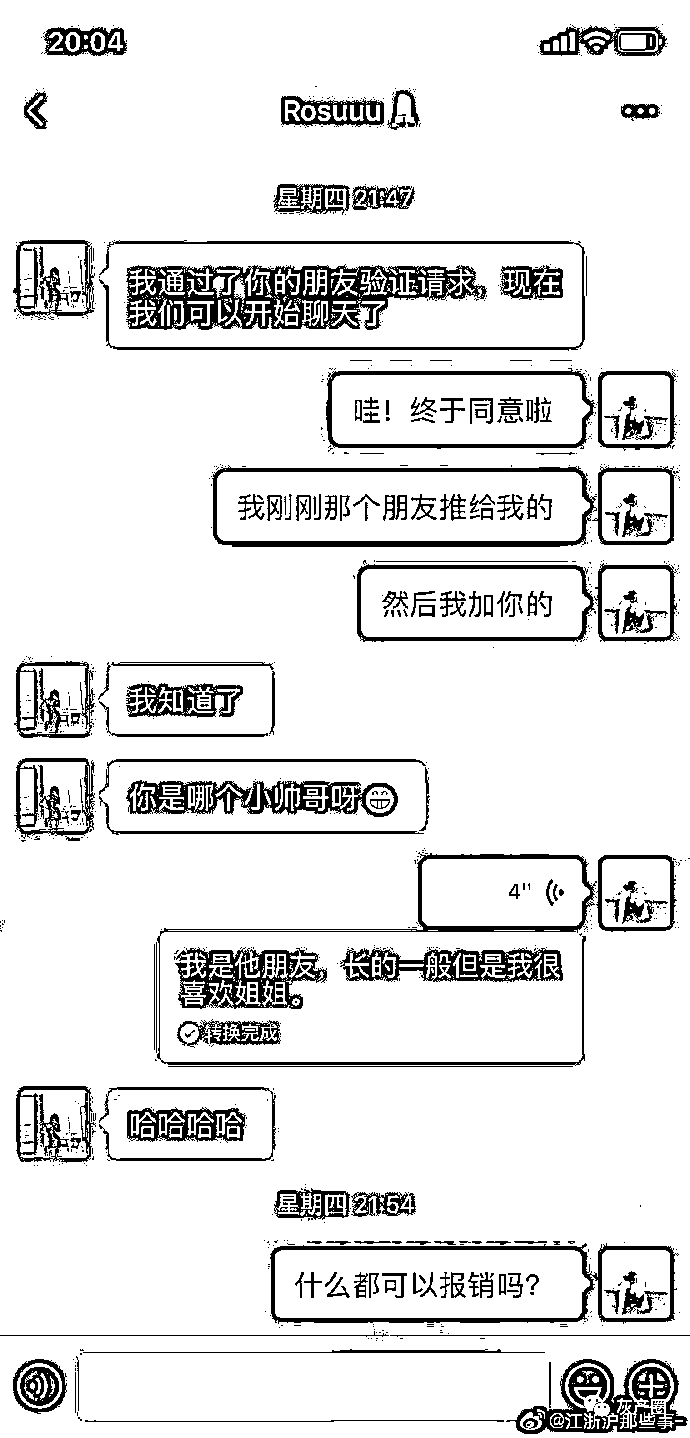 20:04
Rosuuu
星期四 21:47
我通过了你的朋友验证请求，现在
我们可以开始聊天了
哇！终于同意啦
我刚刚那个朋友推给我的
然后我加你的
我知道了
你是哪个小帅哥呀
4"
我是他朋友，长的一般但是我很
喜欢姐姐。
转换完成
哈哈哈哈
星期四 21:54
什么都可以报销吗？
灰产圈
@江浙沪那些事